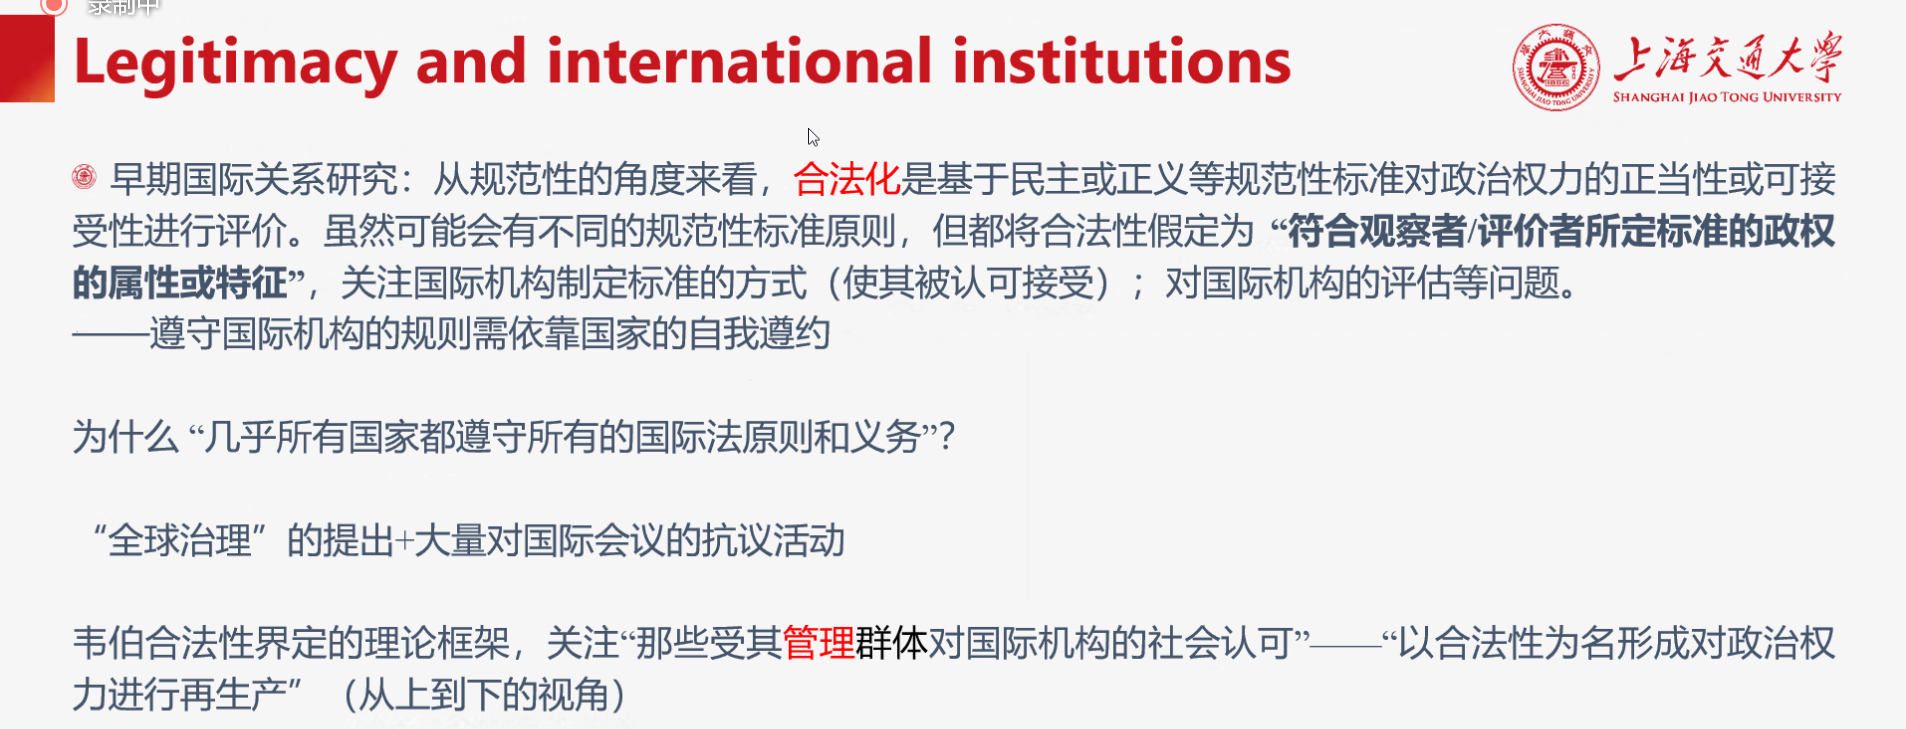 录制中
Legitimacy and international institutions
上海交通大学
SHANGHAI JIAO TONG UNIVERSITY
早期国际关系研究：从规范性的角度来看，合法化是基于民主或正义等规范性标准对政治权力的正当性或可接
受性进行评价。虽然可能会有不同的规范性标准原则，但都将合法性假定为 “符合观察者/评价者所定标准的政权
的属性或特征”，关注国际机构制定标准的方式（使其被认可接受）；对国际机构的评估等问题。
——遵守国际机构的规则需依靠国家的自我遵约
为什么 “几乎所有国家都遵守所有的国际法原则和义务”？
“全球治理”的提出+大量对国际会议的抗议活动
韦伯合法性界定的理论框架，关注“那些受其管理群体对国际机构的社会认可”——“以合法性为名形成对政治权
力进行再生产”（从上到下的视角）